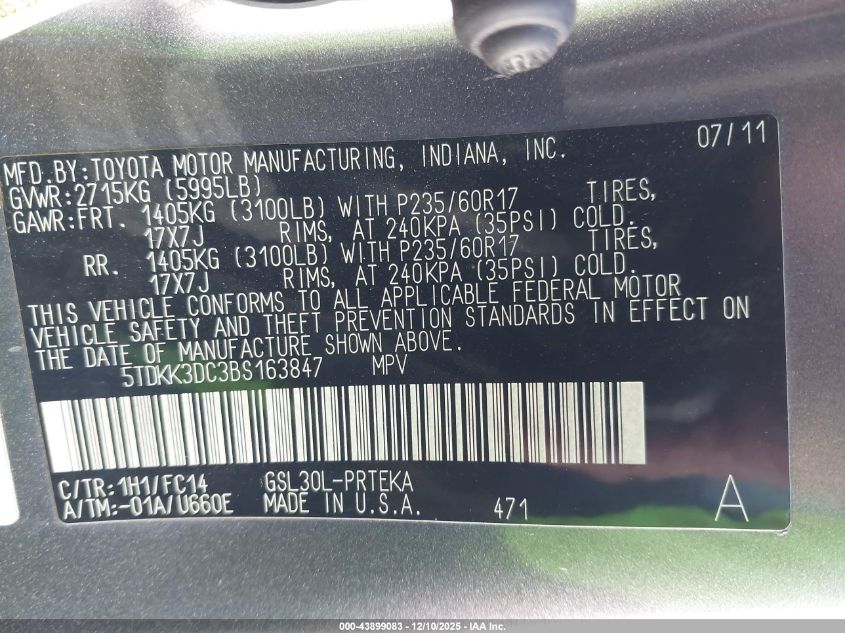 07/11
MFD.BY:TOYOTA MOTOR MANUFACTURING, INDIANA, INC.
GVWR:2715KG (5995LB)
GAWR:FRT. 1405KG (3100LB) WITH P235/60R17 TIRES,
17X7J RIMS, AT 240KPA (35PSI) COLD.
RR. 1405KG (3100LB) WITH P235/60R17 TIRES,
17X7J RIMS, AT 240KPA (35PSI) COLD.
THIS VEHICLE CONFORMS TO ALL APPLICABLE FEDERAL MOTOR
VEHICLE SAFETY AND THEFT PREVENTION STANDARDS IN EFFECT ON
THE DATE OF MANUFACTURE SHOWN ABOVE.
5TDKK3DC3BS163847 MPV
C/TR:1H1/FC14 GSL30L-PRTEKA
A/TM:-01A/U660E MADE IN U.S.A. 471 A
000-43899083 — 12/10/2025 — IAA Inc.